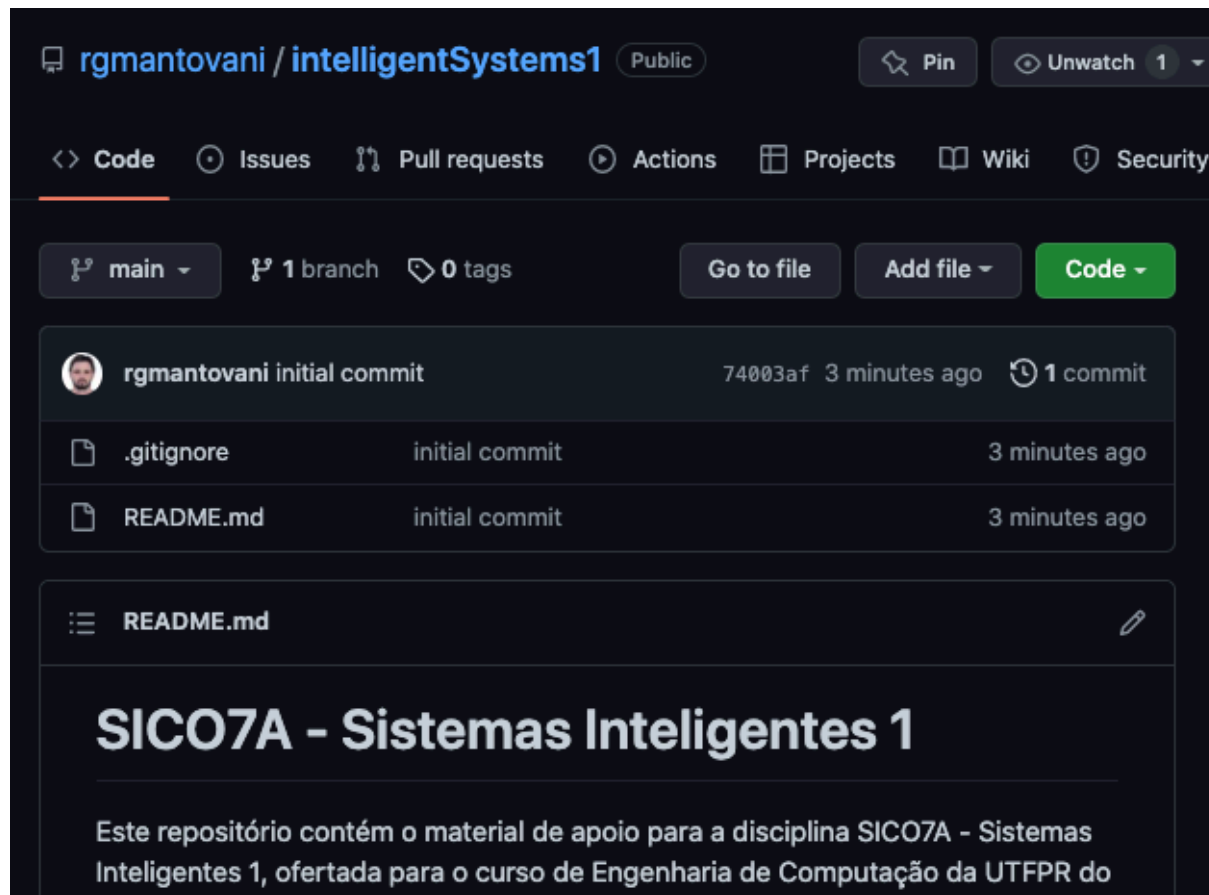 rgmantovani / intelligentSystems1 Public Pin Unwatch 1
Code Issues Pull requests Actions Projects Wiki Security
main 1 branch 0 tags Go to file Add file Code
rgmantovani initial commit 74003af 3 minutes ago 1 commit
.gitignore initial commit 3 minutes ago
README.md initial commit 3 minutes ago
README.md
SICO7A - Sistemas Inteligentes 1
Este repositório contém o material de apoio para a disciplina SICO7A - Sistemas
Inteligentes 1, ofertada para o curso de Engenharia de Computação da UTFPR do